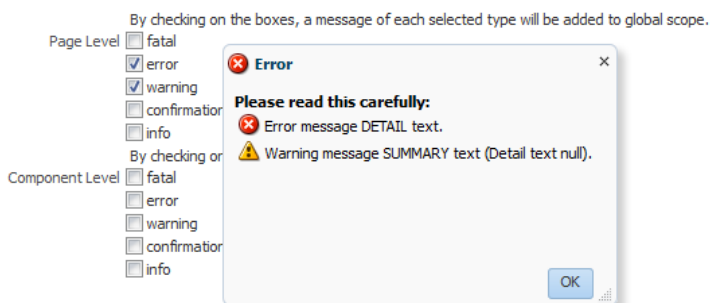 By checking on the boxes, a message of each selected type will be added to global scope.
Page Level fatal
error
warning
confirmation
info
By checking or
Component Level fatal
error
warning
confirmation
info
Error
Please read this carefully:
Error message DETAIL text.
Warning message SUMMARY text (Detail text null).
OK